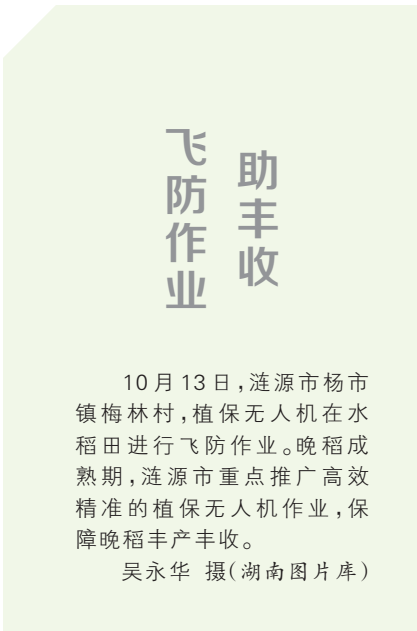 飞防作业
助丰收
10月13日，涟源市杨市
镇梅林村，植保无人机在水
稻田进行飞防作业。晚稻成
熟期，涟源市重点推广高效
精准的植保无人机作业，保
障晚稻丰产丰收。
吴永华 摄(湖南图片库)